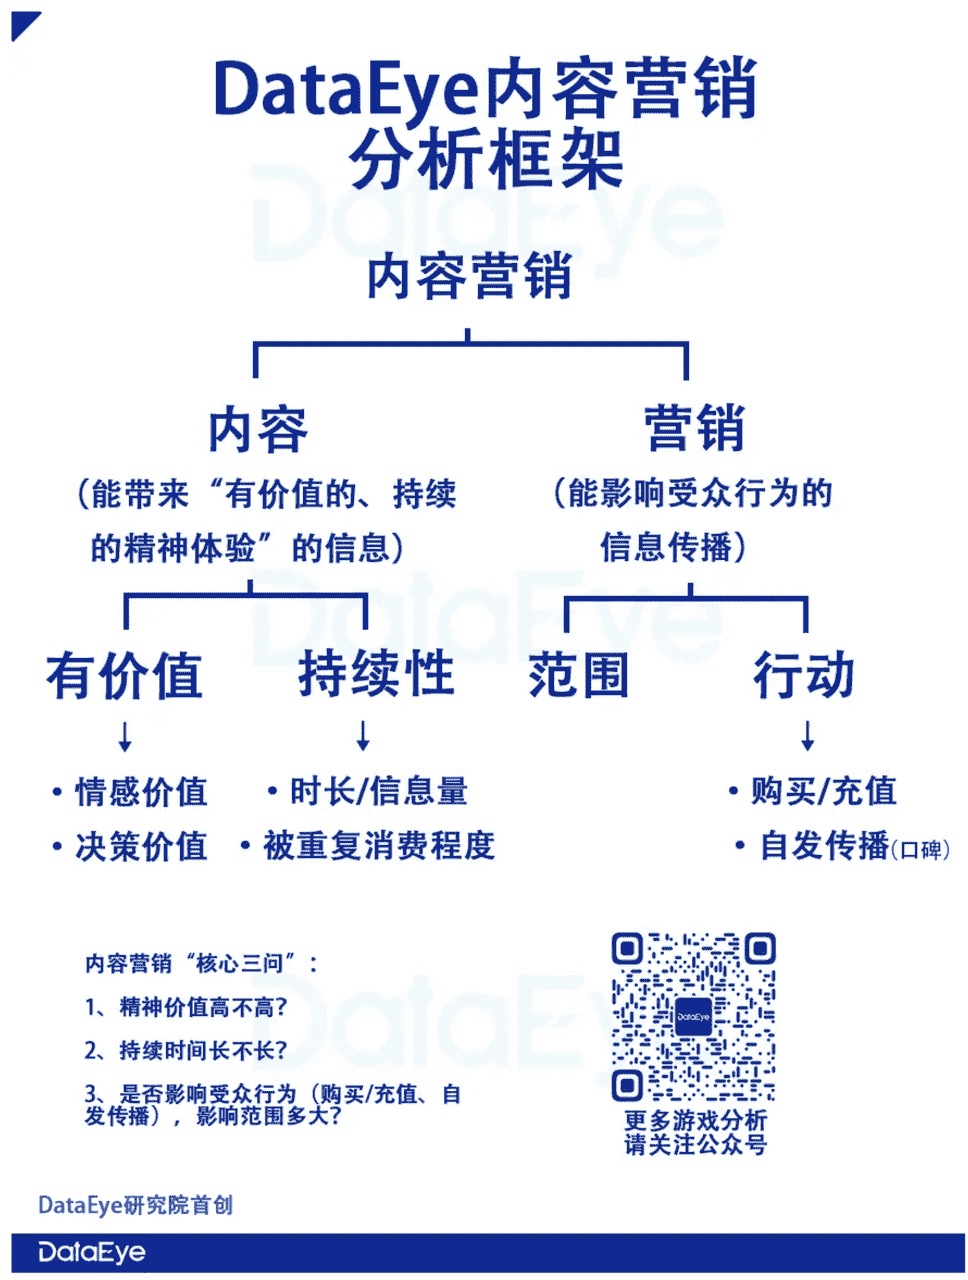 DataEye内容营销
分析框架
内容营销
内容
营销
（能带来“有价值的、持续
的精神体验”的信息）
（能影响受众行为的
信息传播）
有价值
持续性
范围
行动
• 情感价值
• 决策价值
• 时长/信息量
• 被重复消费程度
• 购买/充值
• 自发传播（口碑）
内容营销“核心三问”：
1、精神价值高不高？
2、持续时间长不长？
3、是否影响受众行为（购买/充值、自
发传播），影响范围多大？
DataEye
更多游戏分析
请关注公众号
DataEye研究院首创
DataEye